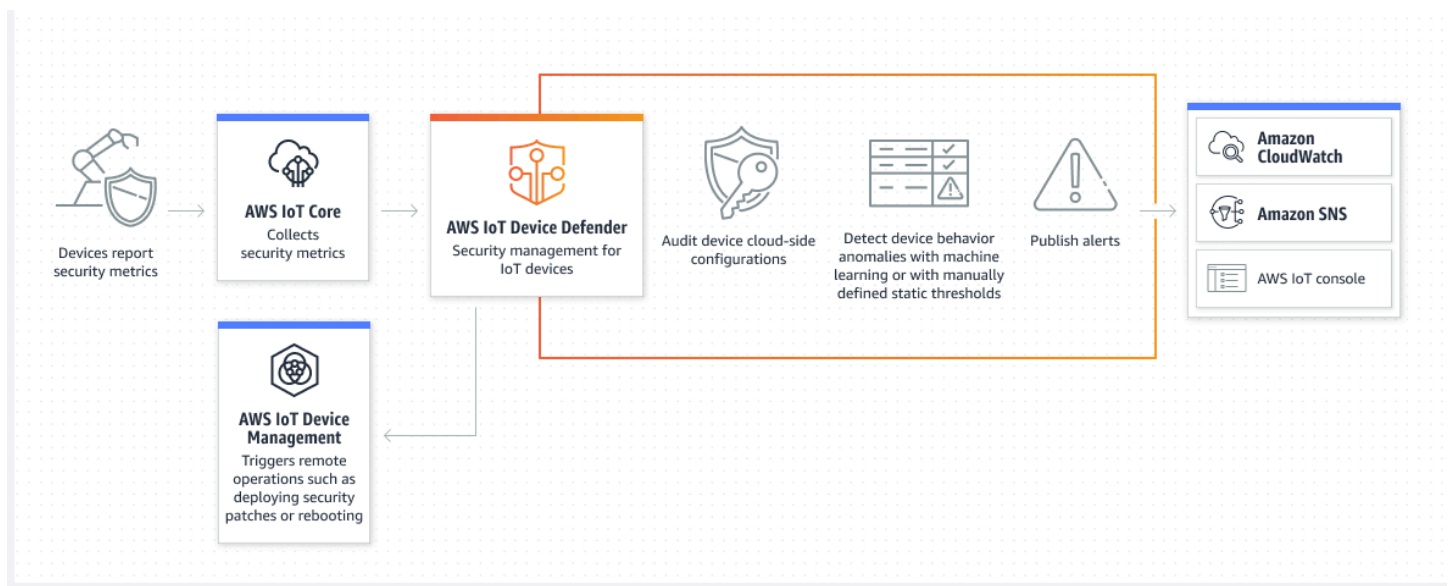 Devices report
security metrics
AWS IoT Core
Collects
security metrics
AWS IoT Device Defender
Security management for
IoT devices
Audit device cloud-side
configurations
Detect device behavior
anomalies with machine
learning or with manually
defined static thresholds
Publish alerts
Amazon
CloudWatch
Amazon SNS
AWS IoT console
AWS IoT Device
Management
Triggers remote
operations such as
deploying security
patches or rebooting